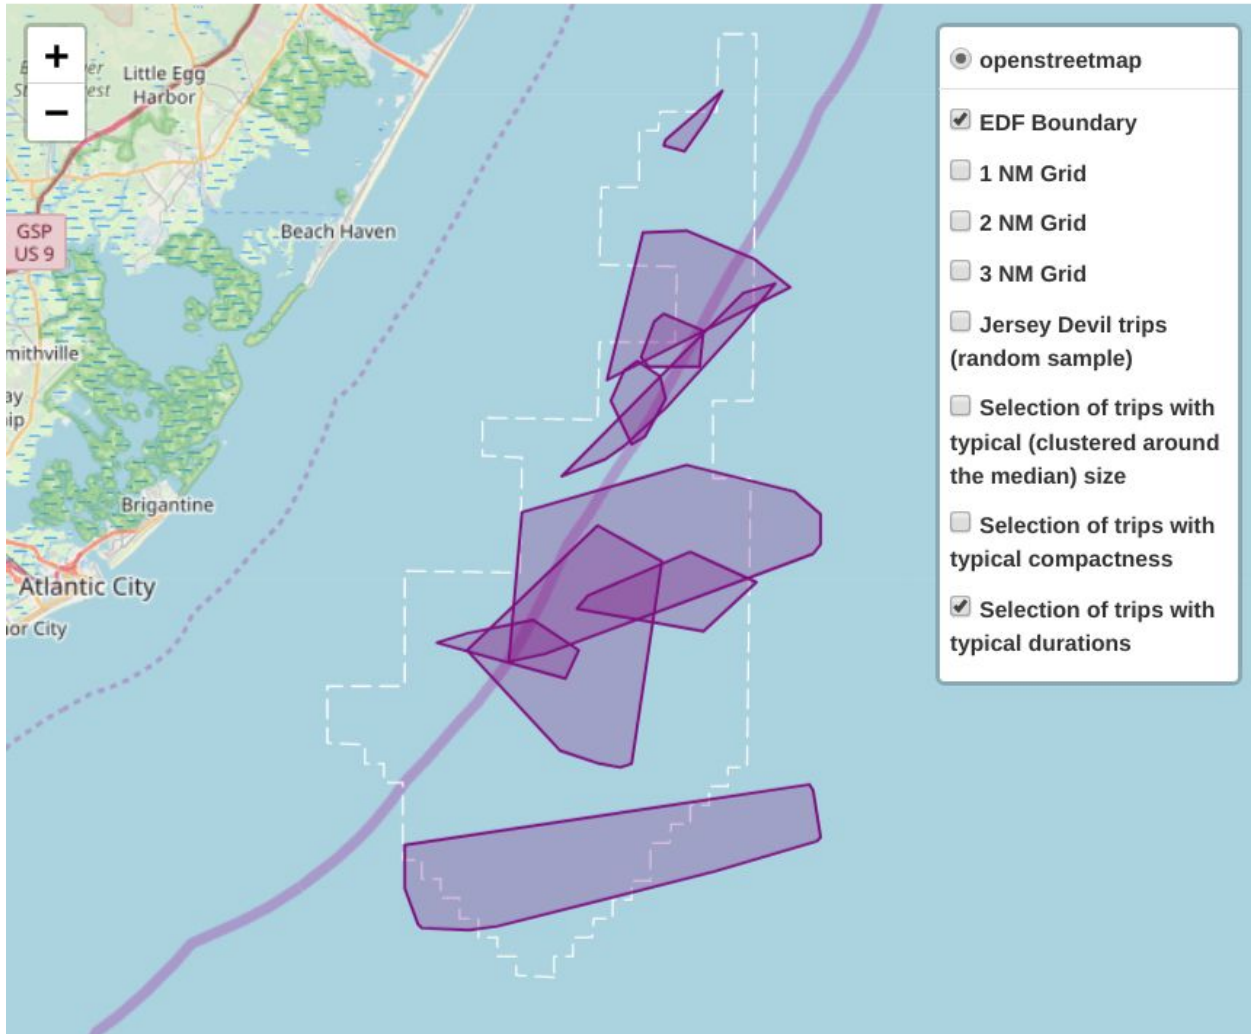 +
−
Little Egg
Harbor
GSP
US 9
Beach Haven
mithville
Brigantine
Atlantic City
or City
openstreetmap
EDF Boundary
1 NM Grid
2 NM Grid
3 NM Grid
Jersey Devil trips
(random sample)
Selection of trips with
typical (clustered around
the median) size
Selection of trips with
typical compactness
Selection of trips with
typical durations